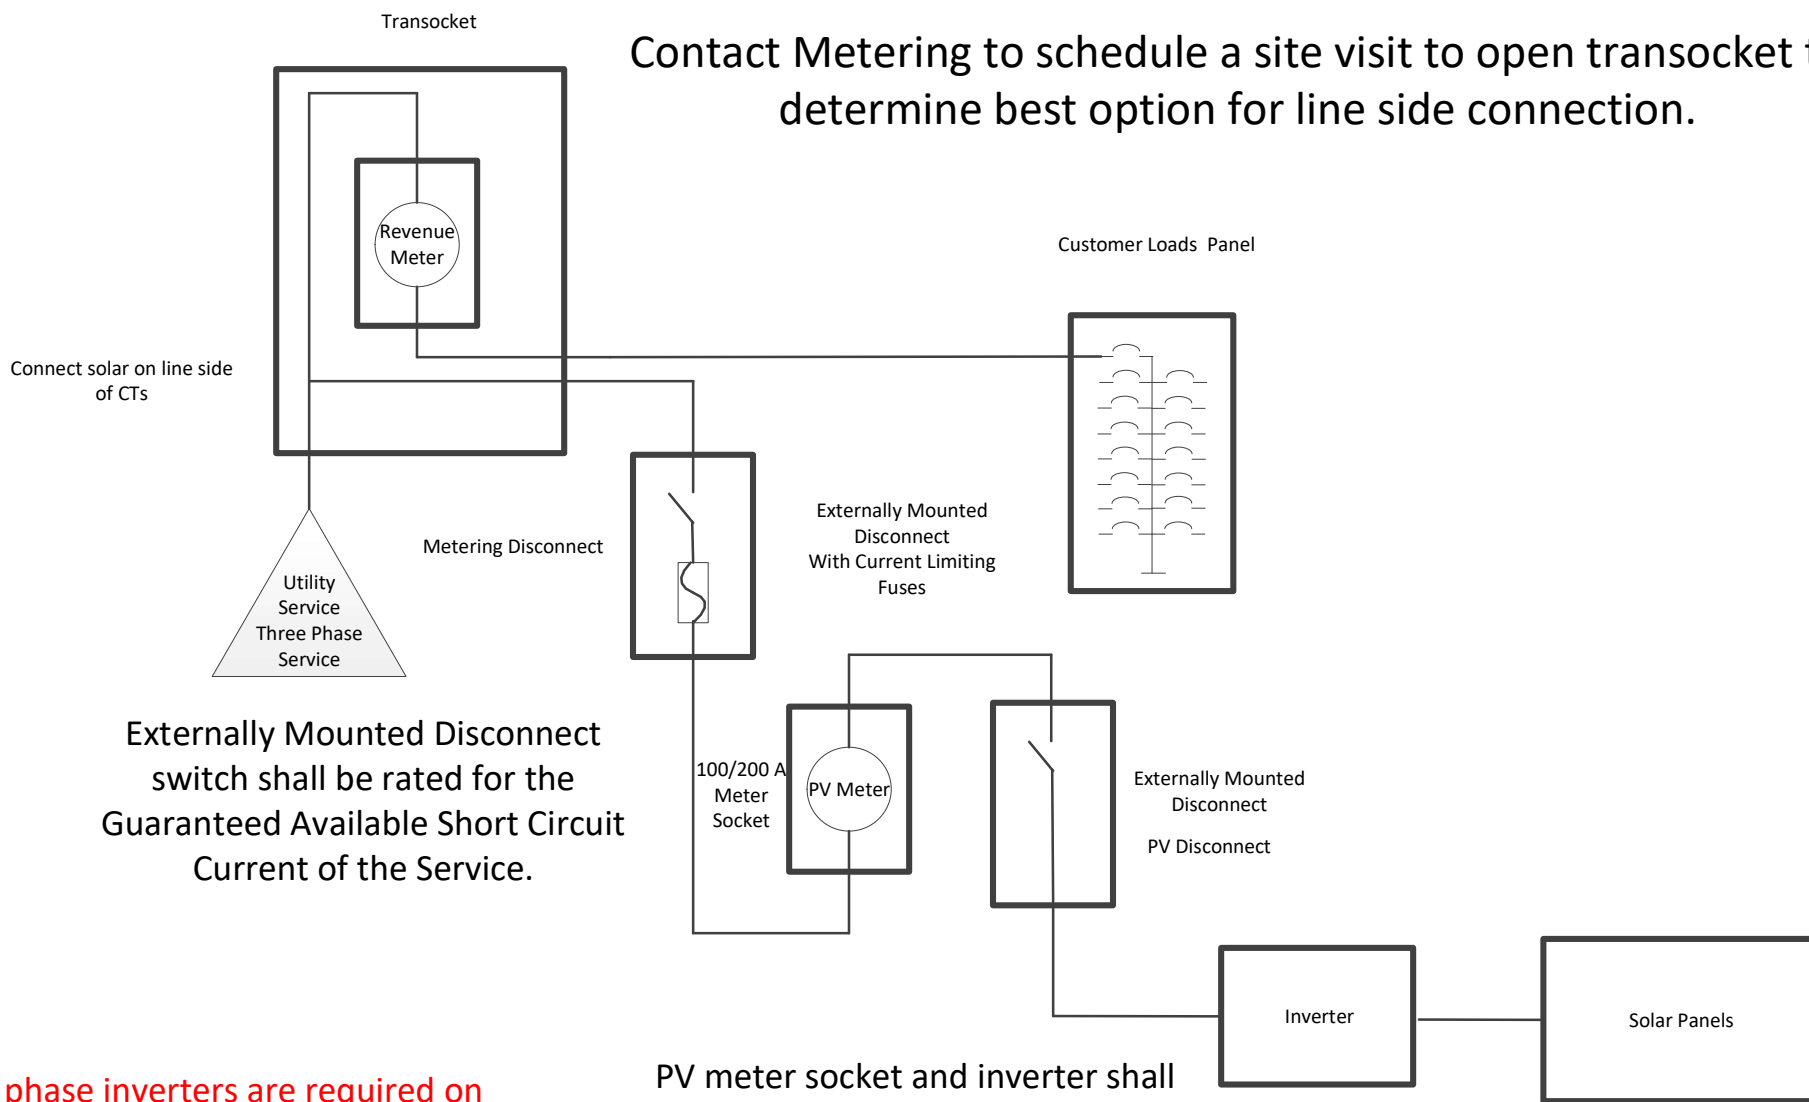 Transocket
Contact Metering to schedule a site visit to open transocket
determine best option for line side connection.
Revenue
Meter
Customer Loads Panel
Connect solar on line side
of CTs
Externally Mounted
Disconnect
With Current Limiting
Fuses
Metering Disconnect
Utility
Service
Three Phase
Service
Externally Mounted Disconnect
switch shall be rated for the
Guaranteed Available Short Circuit
Current of the Service.
100/200 A
Meter
Socket
PV Meter
Externally Mounted
Disconnect
PV Disconnect
Inverter
Solar Panels
phase inverters are required on
PV meter socket and inverter shall